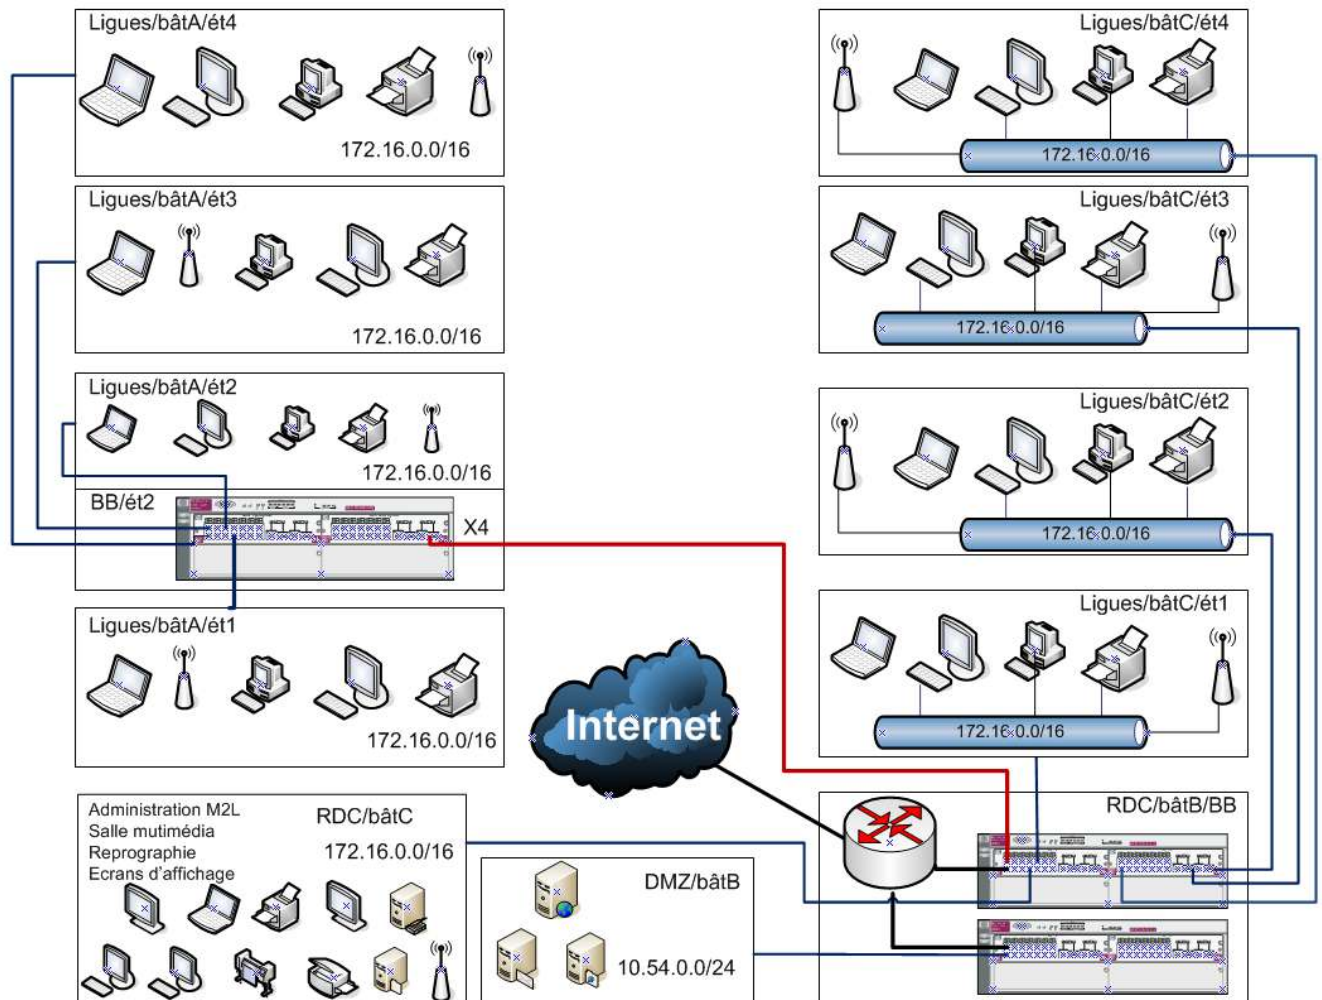 Ligues/bâtA/ét4
172.16.0.0/16
Ligues/bâtA/ét3
172.16.0.0/16
Ligues/bâtA/ét2
172.16.0.0/16
BB/ét2
X4
Ligues/bâtA/ét1
172.16.0.0/16
Administration M2L
Salle mutimédia
Reprographie
Ecrans d'affichage
RDC/bâtC
172.16.0.0/16
Internet
DMZ/bâtB
10.54.0.0/24
Ligues/bâtC/ét4
172.16.0.0/16
Ligues/bâtC/ét3
172.16.0.0/16
Ligues/bâtC/ét2
172.16.0.0/16
Ligues/bâtC/ét1
172.16.0.0/16
RDC/bâtB/BB